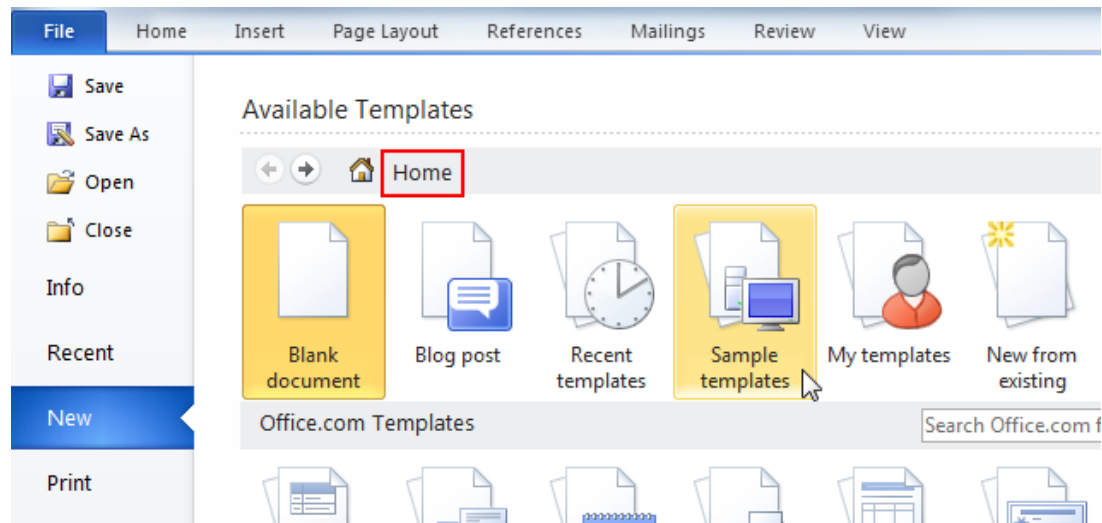 File Home Insert Page Layout References Mailings Review View
Save
Save As
Open
Close
Info
Recent
New
Print
Available Templates
Home
Blank document
Blog post
Recent templates
Sample templates
My templates
New from existing
Office.com Templates
Search Office.com f